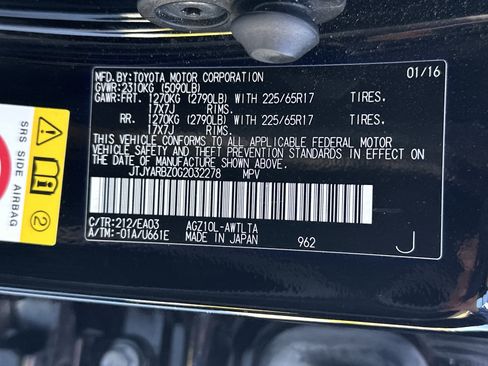 MFD.BY:TOYOTA MOTOR CORPORATION 01/16
GVWR:2310KG (5090LB)
GAWR:FRT. 1270KG (2790LB) WITH 225/65R17 TIRES,
17X7J RIMS.
RR. 1270KG (2790LB) WITH 225/65R17 TIRES,
17X7J RIMS.
THIS VEHICLE CONFORMS TO ALL APPLICABLE FEDERAL MOTOR
VEHICLE SAFETY AND THEFT PREVENTION STANDARDS IN EFFECT ON
THE DATE OF MANUFACTURE SHOWN ABOVE.
JTJYARBZ0G2032278 MPV
C/TR:212/EA03 AGZ10L-AWTLTA
A/TM:-01A/U661E MADE IN JAPAN 962 J
SRS SIDE AIRBAG
2